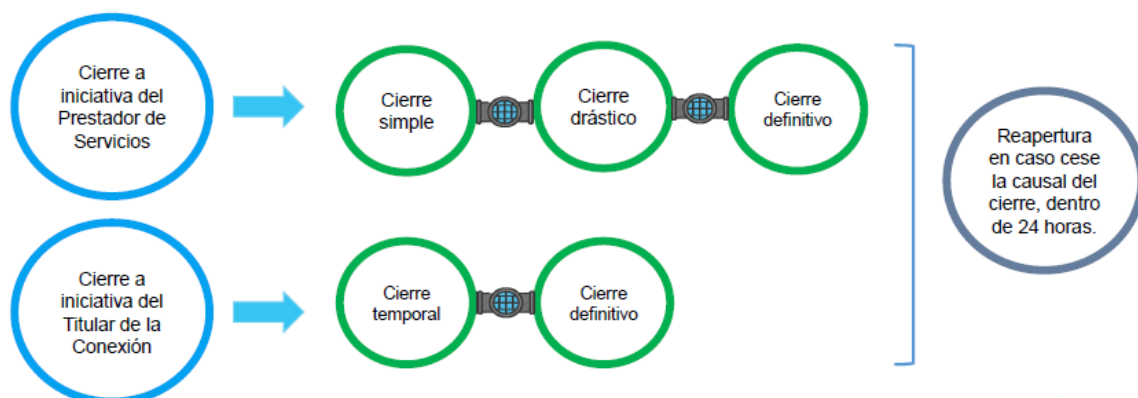 Cierre a
iniciativa del
Prestador de
Servicios
Cierre
simple
Cierre
drástico
Cierre
definitivo
Reapertura
en caso cese
la causal del
cierre, dentro
de 24 horas.
Cierre a
iniciativa del
Titular de la
Conexión
Cierre
temporal
Cierre
definitivo